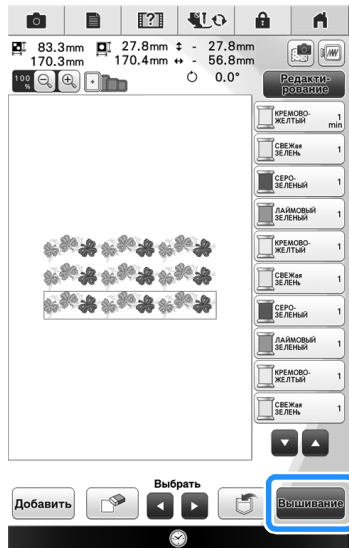 83.3mm 27.8mm ↕ - 27.8mm
170.3mm 170.4mm ↔ - 56.8mm
100 % 0.0°
Редакти-
рование
КРЕМОВО-
ЖЕЛТЫЙ 1
min
СВЕЖая
ЗЕЛЕНЬ 1
СЕРО-
ЗЕЛЕНЫЙ 1
ЛАЙМОВЫЙ
ЗЕЛЕНЫЙ 1
КРЕМОВО-
ЖЕЛТЫЙ 1
СВЕЖая
ЗЕЛЕНЬ 1
СЕРО-
ЗЕЛЕНЫЙ 1
ЛАЙМОВЫЙ
ЗЕЛЕНЫЙ 1
КРЕМОВО-
ЖЕЛТЫЙ 1
СВЕЖая
ЗЕЛЕНЬ 1
Выбрать
Добавить Вышивание